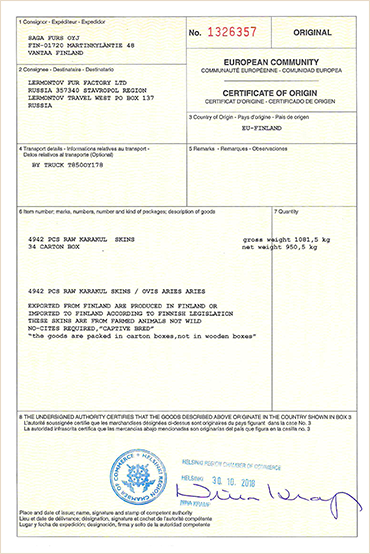 1 Consignor - Expéditeur - Expedidor
No. 1326357
ORIGINAL
SAGA FURS OYJ
FIN-01720 MARTINKYLÄNTIE 48
VANTAA FINLAND
EUROPEAN COMMUNITY
COMMUNAUTÉ EUROPÉENNE - COMUNIDAD EUROPEA
2 Consignee - Destinataire - Destinatario
LERMONTOV FUR FACTORY LTD
RUSSIA 357340 STAVROPOL REGION
LERMONTOV TRAVEL WEST PO BOX 137
RUSSIA
CERTIFICATE OF ORIGIN
CERTIFICAT D'ORIGINE - CERTIFICADO DE ORIGEN
3 Country of Origin - Pays d'origine - País de origen
EU-FINLAND
4 Transport details - Informations relatives au transport -
Datos relativos al transporte (Optional)
BY TRUCK T8500Y178
5 Remarks - Remarques - Observaciones
6 Item number; marks, numbers, number and kind of packages; description of goods
7 Quantity
4942 PCS RAW KARAKUL SKINS
34 CARTON BOX
gross weight 1081,5 kg
net weight 950,5 kg
4942 PCS RAW KARAKUL SKINS / OVIS ARIES ARIES
EXPORTED FROM FINLAND ARE PRODUCED IN FINLAND OR
IMPORTED TO FINLAND ACCORDING TO FINNISH LEGISLATION
THESE SKINS ARE FROM FARMED ANIMALS NOT WILD
NO-CITES REQUIRED,"CAPTIVE BRED"
"the goods are packed in carton boxes,not in wooden boxes"
8 THE UNDERSIGNED AUTHORITY CERTIFIES THAT THE GOODS DESCRIBED ABOVE ORIGINATE IN THE COUNTRY SHOWN IN BOX 3
L'autorité soussignée certifie que les marchandises désignées ci-dessus sont originaires du pays figurant dans la case No. 3
La autoridad infrascrita certifica que las mercancías abajo mencionadas son originarias del país que figura en la casilla no. 3
HELSINKI REGION CHAMBER OF COMMERCE
HELSINKI REGION CHAMBER OF COMMERCE
HELSINKI 30. 10. 2018
Place and date of issue; name, signature and stamp of competent authority
Lieu et date de délivrance; désignation, signature et cachet de l'autorité compétente
Lugar y fecha de expedición; designación, firma y sello de la autoridad competente